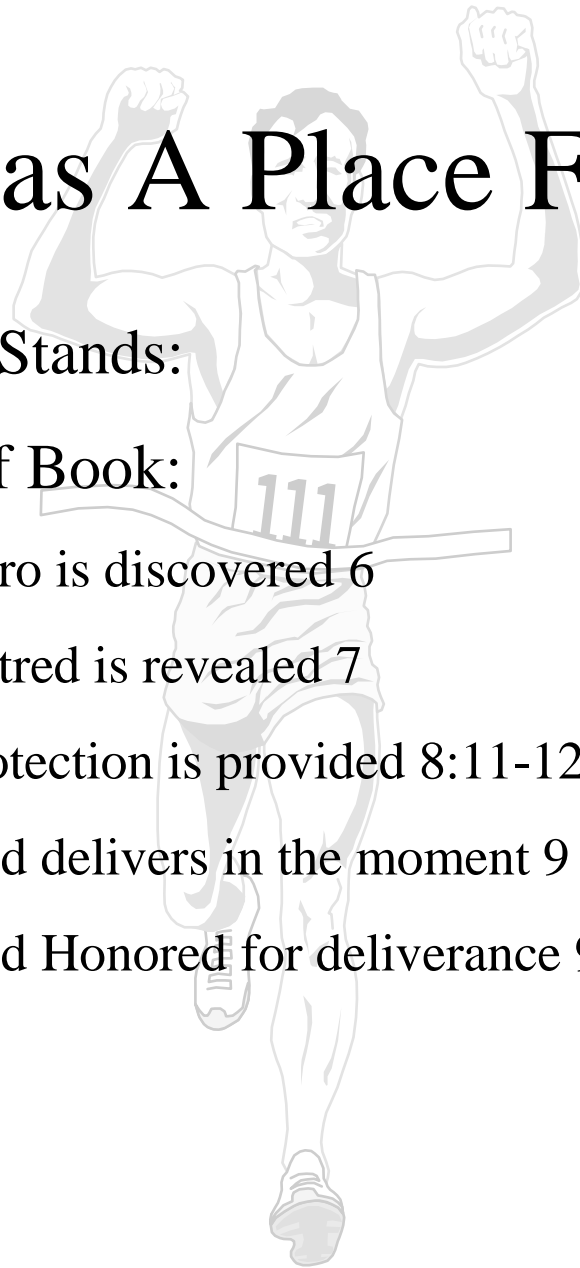 as A Place F
Stands:
f Book:
111
ro is discovered 6
tred is revealed 7
otection is provided 8:11-12
d delivers in the moment 9
d Honored for deliverance 9